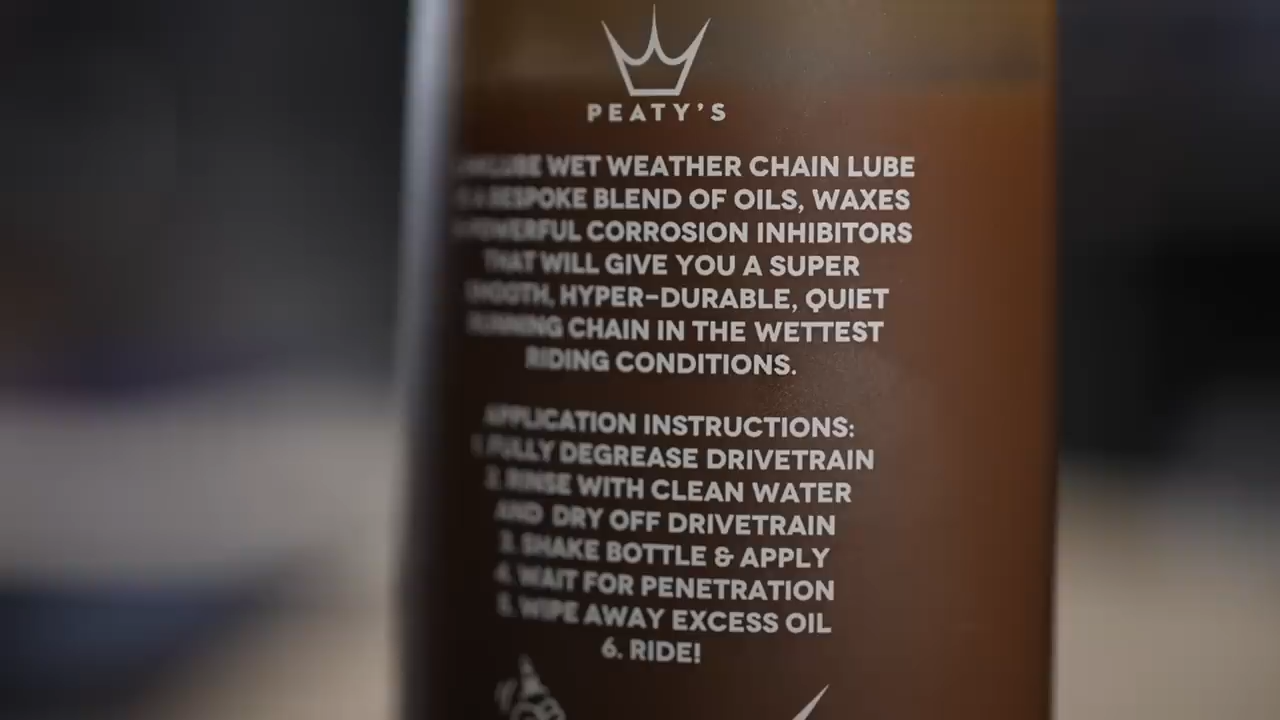 PEATY'S
WET WEATHER CHAIN LUBE
BESPOKE BLEND OF OILS, WAXES
POWERFUL CORROSION INHIBITORS
THAT WILL GIVE YOU A SUPER
SMOOTH, HYPER-DURABLE, QUIET
RUNNING CHAIN IN THE WETTEST
RIDING CONDITIONS.
APPLICATION INSTRUCTIONS:
1. FULLY DEGREASE DRIVETRAIN
2. RINSE WITH CLEAN WATER
AND DRY OFF DRIVETRAIN
3. SHAKE BOTTLE & APPLY
4. WAIT FOR PENETRATION
5. WIPE AWAY EXCESS OIL
6. RIDE!